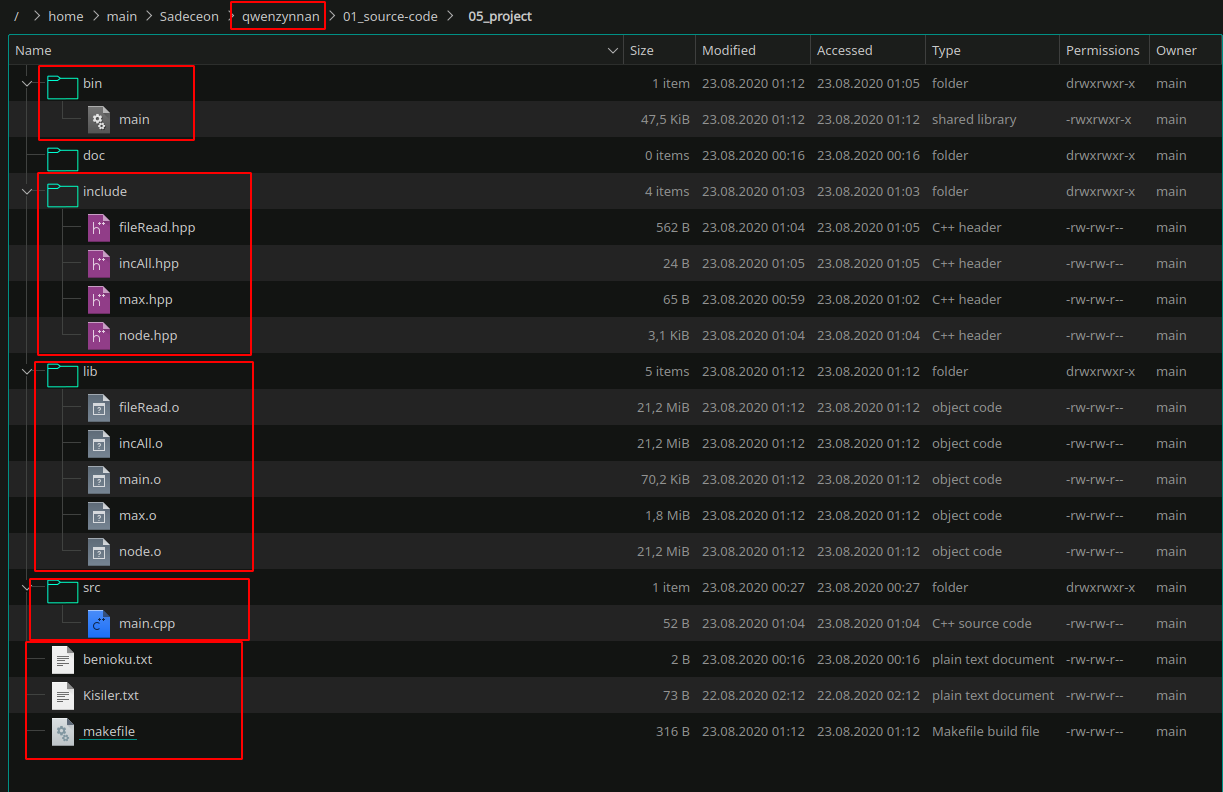 / > home > main > Sadeceon > qwenzynnan > 01_source-code > 05_project
Name Size Modified Accessed Type Permissions Owner
bin 1 item 23.08.2020 01:12 23.08.2020 01:05 folder drwxrwxr-x main
main 47,5 KiB 23.08.2020 01:12 23.08.2020 01:12 shared library -rwxrwxr-x main
doc 0 items 23.08.2020 00:16 23.08.2020 00:16 folder drwxrwxr-x main
include 4 items 23.08.2020 01:03 23.08.2020 01:03 folder drwxrwxr-x main
fileRead.hpp 562 B 23.08.2020 01:04 23.08.2020 01:05 C++ header -rw-rw-r-- main
incAll.hpp 24 B 23.08.2020 01:05 23.08.2020 01:05 C++ header -rw-rw-r-- main
max.hpp 65 B 23.08.2020 00:59 23.08.2020 01:02 C++ header -rw-rw-r-- main
node.hpp 3,1 KiB 23.08.2020 01:04 23.08.2020 01:04 C++ header -rw-rw-r-- main
lib 5 items 23.08.2020 01:12 23.08.2020 01:12 folder drwxrwxr-x main
fileRead.o 21,2 MiB 23.08.2020 01:12 23.08.2020 01:12 object code -rw-rw-r-- main
incAll.o 21,2 MiB 23.08.2020 01:12 23.08.2020 01:12 object code -rw-rw-r-- main
main.o 70,2 KiB 23.08.2020 01:12 23.08.2020 01:12 object code -rw-rw-r-- main
max.o 1,8 MiB 23.08.2020 01:12 23.08.2020 01:12 object code -rw-rw-r-- main
node.o 21,2 MiB 23.08.2020 01:12 23.08.2020 01:12 object code -rw-rw-r-- main
src 1 item 23.08.2020 00:27 23.08.2020 00:27 folder drwxrwxr-x main
main.cpp 52 B 23.08.2020 01:04 23.08.2020 01:04 C++ source code -rw-rw-r-- main
benioku.txt 2 B 23.08.2020 00:16 23.08.2020 00:16 plain text document -rw-rw-r-- main
Kisiler.txt 73 B 22.08.2020 02:12 22.08.2020 02:12 plain text document -rw-rw-r-- main
makefile 316 B 23.08.2020 01:12 23.08.2020 01:12 Makefile build file -rw-rw-r-- main